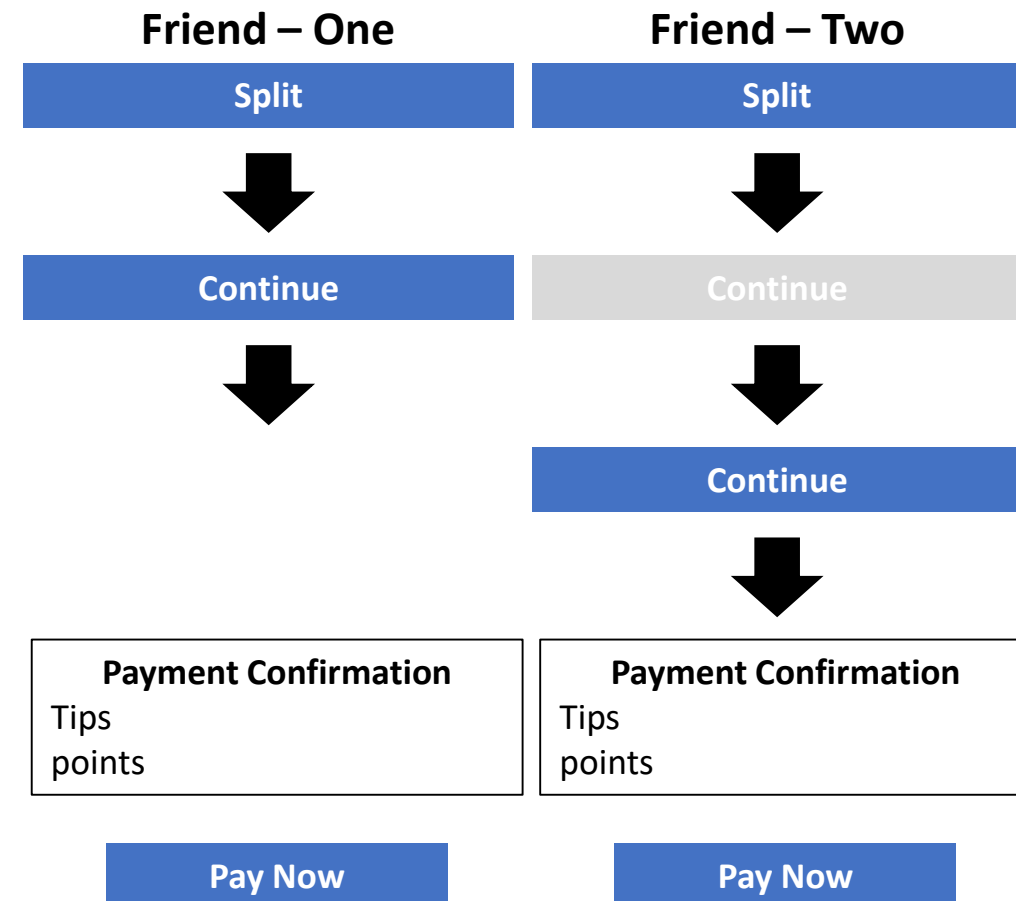 Friend – One
Split
Continue
Payment Confirmation
Tips
points
Pay Now
Friend – Two
Split
Continue
Continue
Payment Confirmation
Tips
points
Pay Now